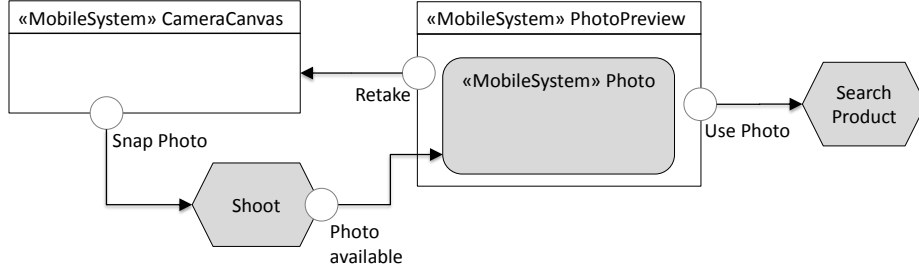 «MobileSystem» CameraCanvas
«MobileSystem» PhotoPreview
«MobileSystem» Photo
Retake
Search
Product
Use Photo
Snap Photo
Shoot
Photo
available